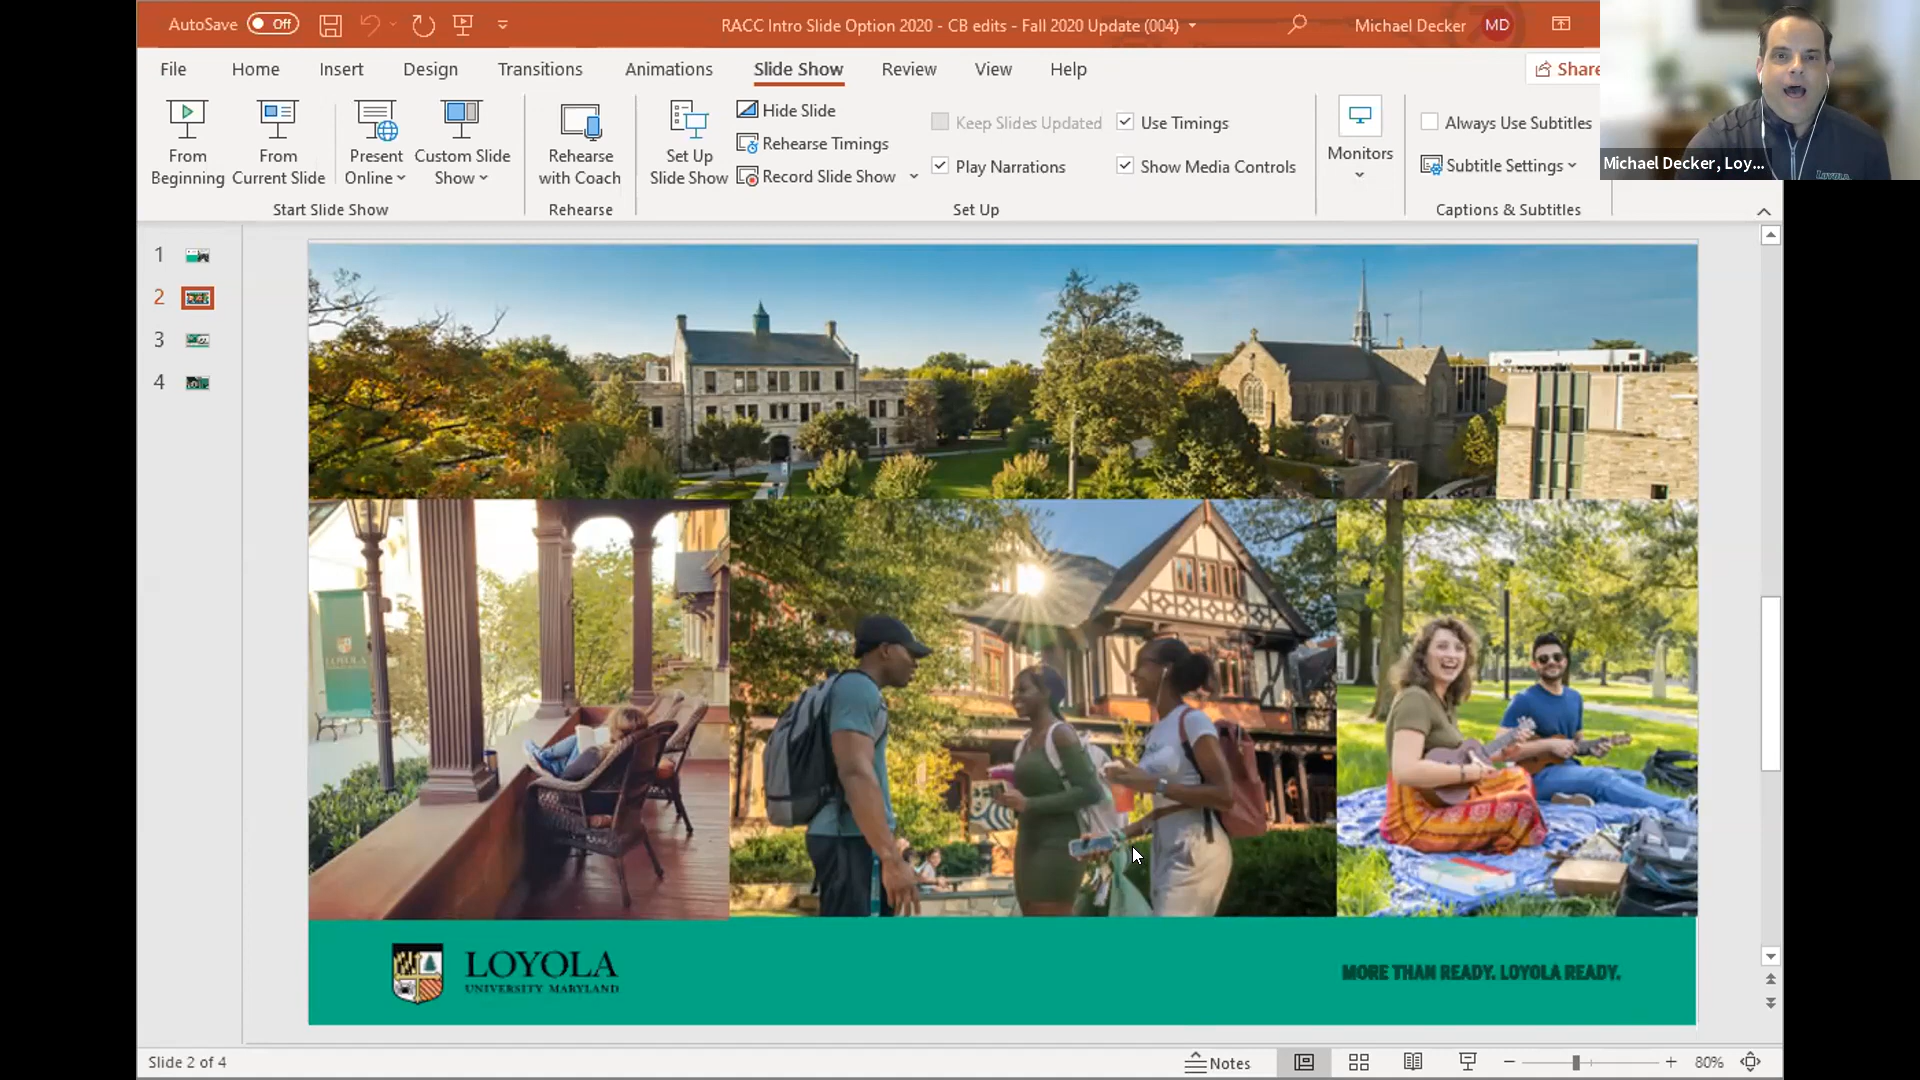 AutoSave Off
RACC Intro Slide Option 2020 - CB edits - Fall 2020 Update (004)
Michael Decker MD
File Home Insert Design Transitions Animations Slide Show Review View Help
Share
From Beginning
From Current Slide
Present Online
Custom Slide Show
Start Slide Show
Rehearse with Coach
Rehearse
Set Up Slide Show
Hide Slide
Rehearse Timings
Record Slide Show
Keep Slides Updated
Play Narrations
Use Timings
Show Media Controls
Set Up
Monitors
Always Use Subtitles
Subtitle Settings
Captions & Subtitles
Michael Decker, Loy...
1
2
3
4
LOYOLA
LOYOLA
UNIVERSITY MARYLAND
MORE THAN READY. LOYOLA READY.
Slide 2 of 4
Notes
80%